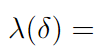 λ(δ) =